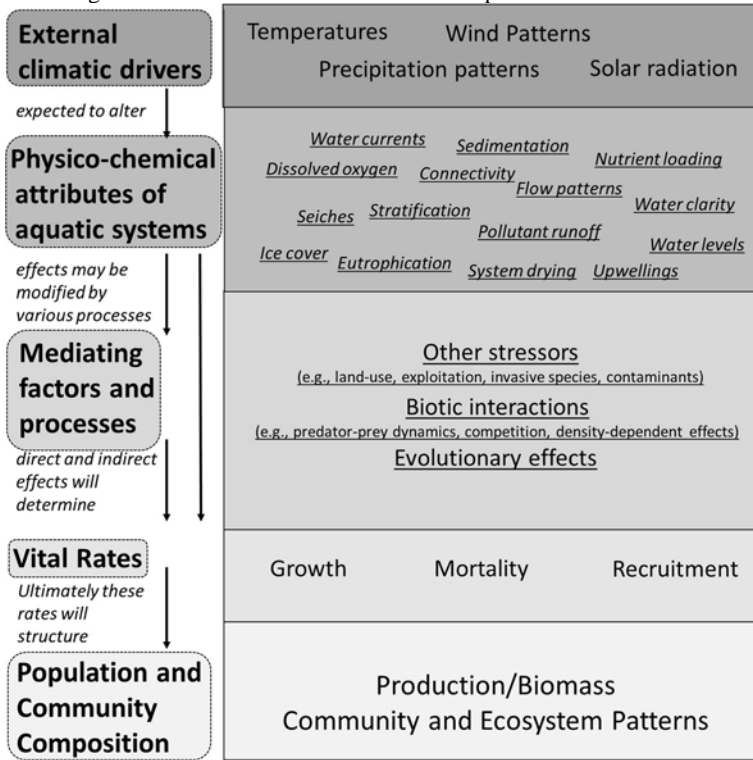 External
climatic drivers
Temperatures Wind Patterns
Precipitation patterns Solar radiation
expected to alter
Physico-chemical
attributes of
aquatic systems
Water currents Sedimentation
Nutrient loading
Dissolved oxygen Connectivity
Flow patterns
Water clarity
Seiches Stratification
Pollutant runoff
Water levels
Ice cover Eutrophication System drying Upwellings
effects may be
modified by
various processes
Mediating
factors and
processes
Other stressors
(e.g., land-use, exploitation, invasive species, contaminants)
Biotic interactions
(e.g., predator-prey dynamics, competition, density-dependent effects)
Evolutionary effects
direct and indirect
effects will
determine
Vital Rates
Growth Mortality Recruitment
Ultimately these
rates will
structure
Population and
Community
Composition
Production/Biomass
Community and Ecosystem Patterns